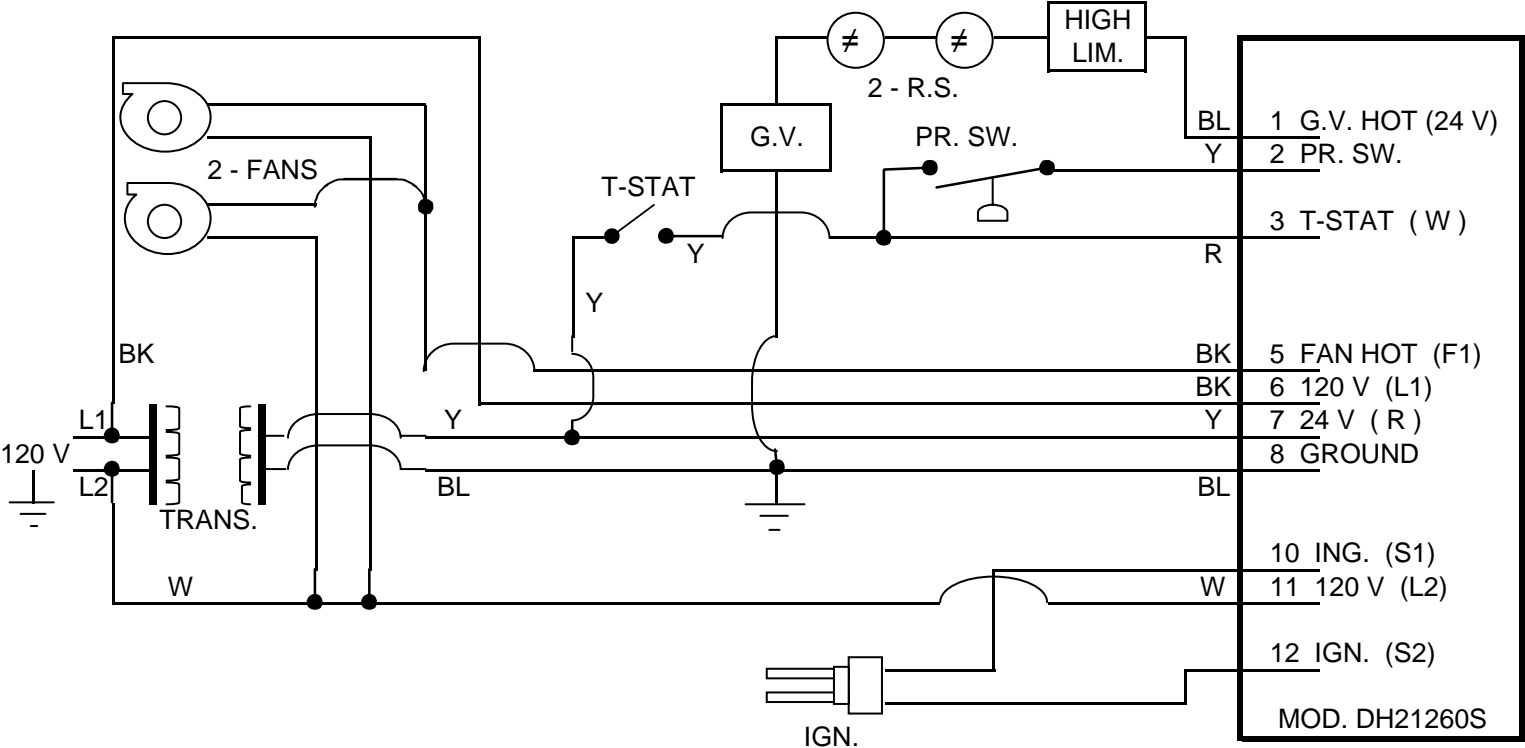 HIGH
LIM.
≠ ≠
2 - R.S.
G.V.
PR. SW.
BL 1 G.V. HOT (24 V)
Y 2 PR. SW.
2 - FANS
T-STAT
3 T-STAT ( W )
Y
R
Y
BK
BK 5 FAN HOT (F1)
BK 6 120 V (L1)
L1
Y
Y 7 24 V ( R )
120 V
8 GROUND
L2
BL
BL
TRANS.
10 ING. (S1)
W
W 11 120 V (L2)
12 IGN. (S2)
MOD. DH21260S
IGN.